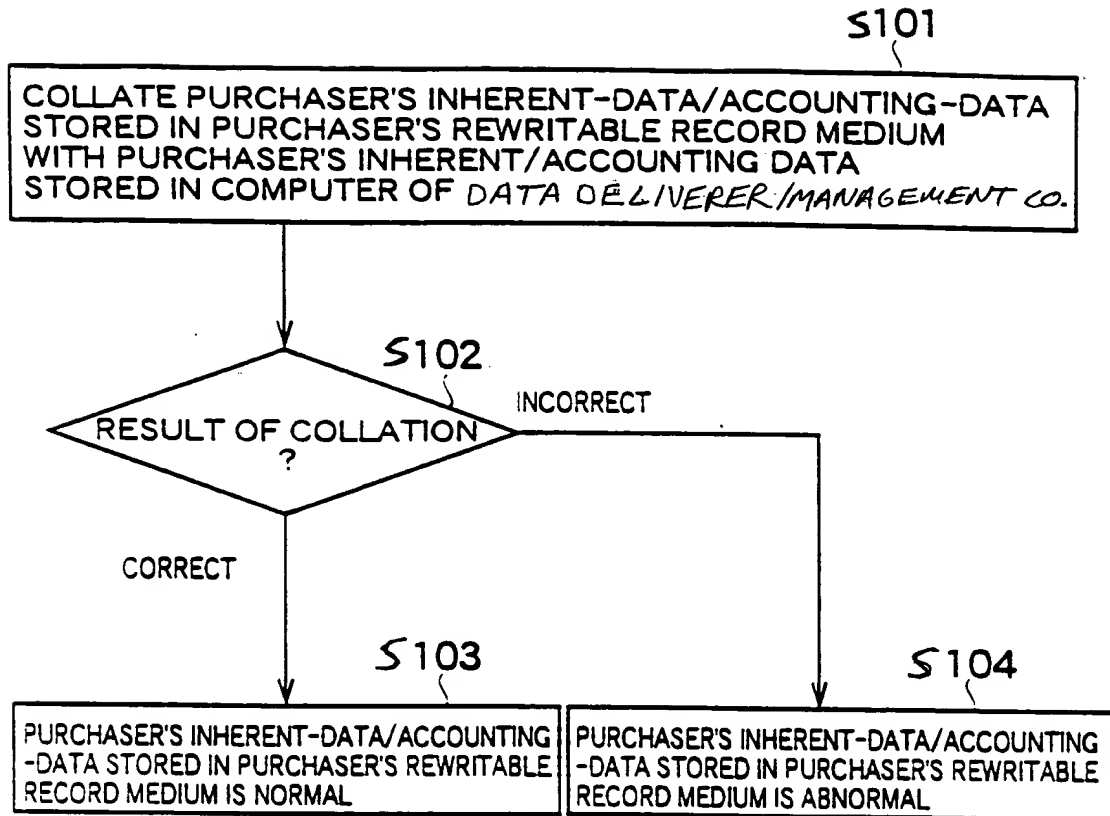 S101
COLLATE PURCHASER'S INHERENT-DATA/ACCOUNTING-DATA
STORED IN PURCHASER'S REWRITABLE RECORD MEDIUM
WITH PURCHASER'S INHERENT/ACCOUNTING DATA
STORED IN COMPUTER OF DATA DELIVERER/MANAGEMENT CO.
S102
INCORRECT
RESULT OF COLLATION
?
CORRECT
S103
S104
PURCHASER'S INHERENT-DATA/ACCOUNTING
-DATA STORED IN PURCHASER'S REWRITABLE
RECORD MEDIUM IS NORMAL
PURCHASER'S INHERENT-DATA/ACCOUNTING
-DATA STORED IN PURCHASER'S REWRITABLE
RECORD MEDIUM IS ABNORMAL